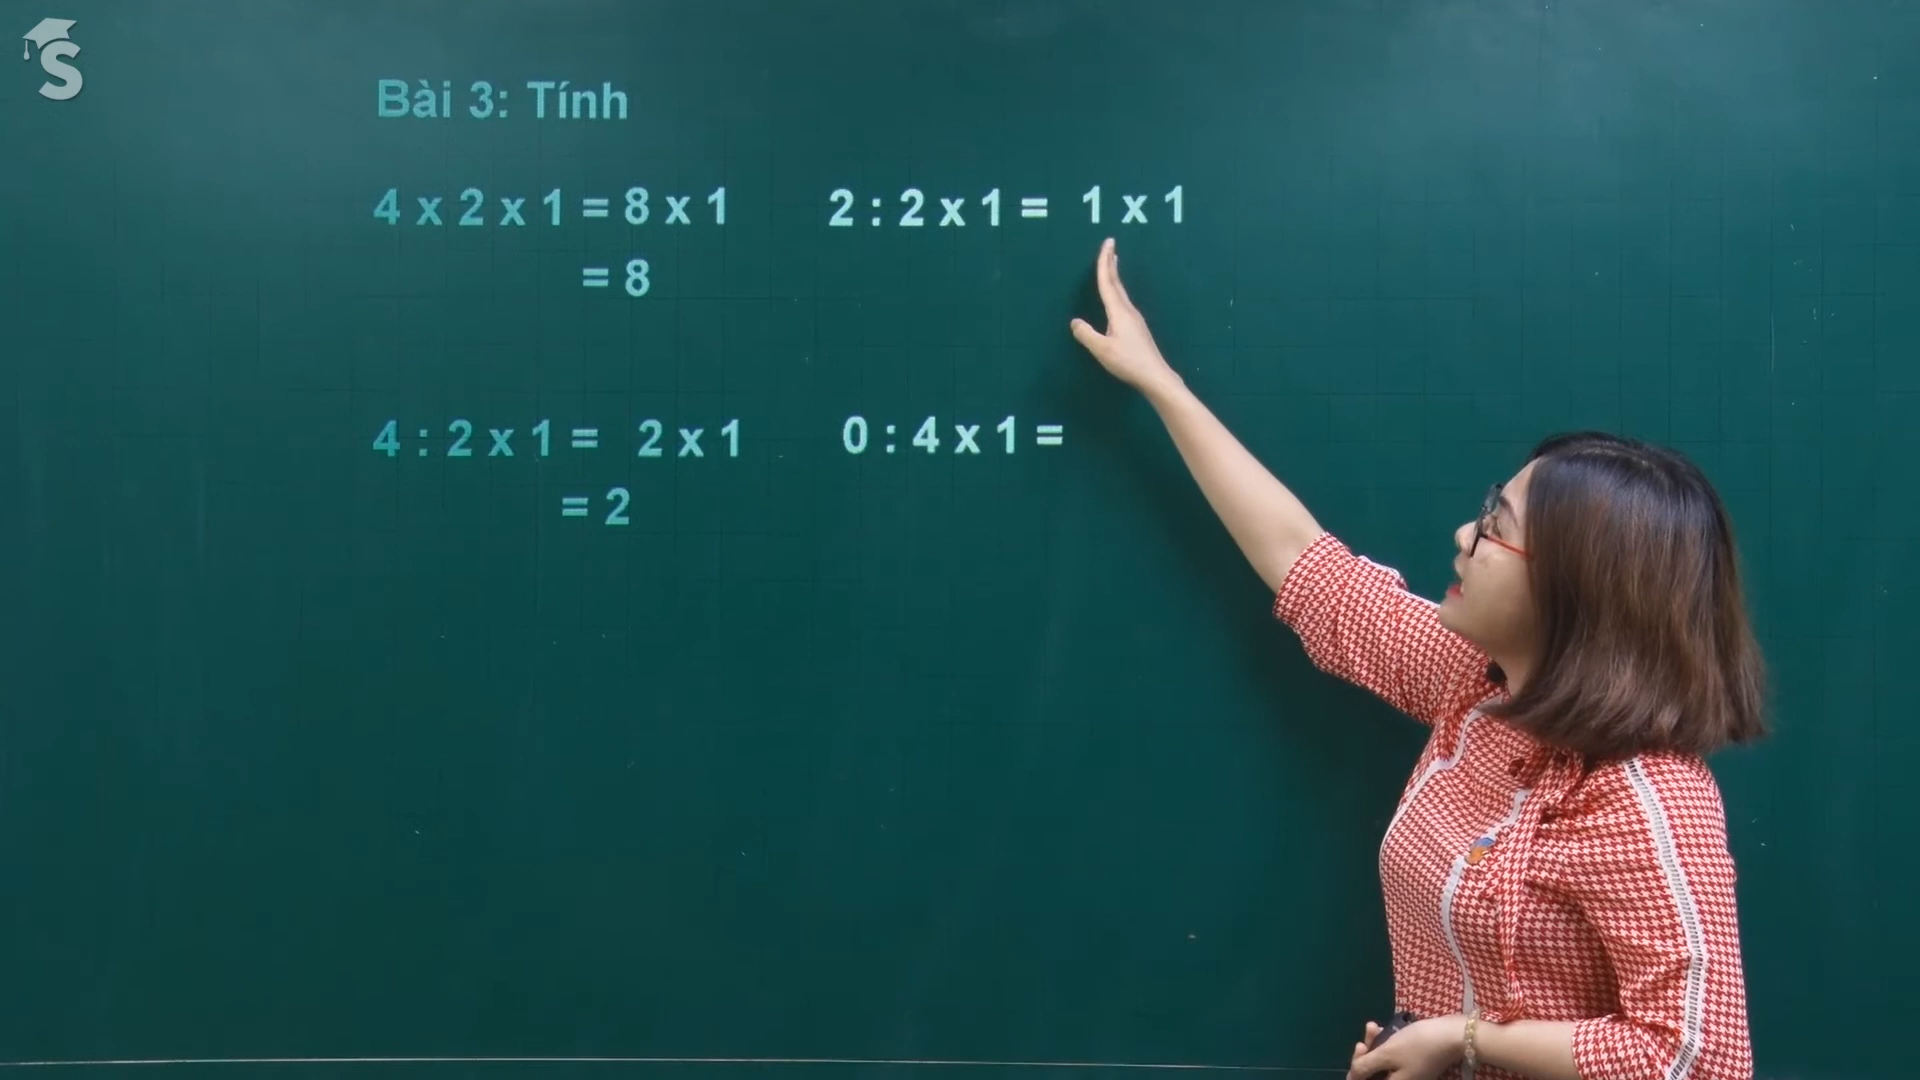 S
Bài 3: Tính
4 x 2 x 1 = 8 x 1
= 8
2 : 2 x 1 = 1 x 1
4 : 2 x 1 = 2 x 1
= 2
0 : 4 x 1 =